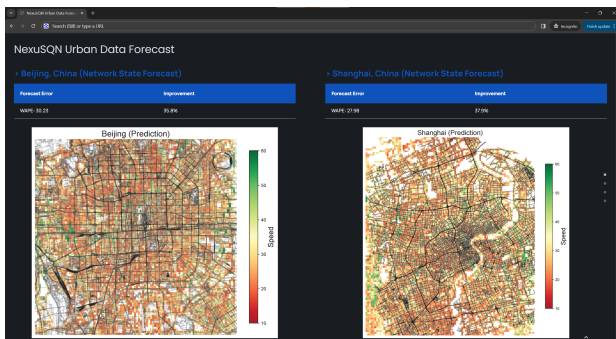 NexuSQN Urban Data Forecast
Search Bing or type a URL
InPrivate
Finish update
NexuSQN Urban Data Forecast
› Beijing, China (Network State Forecast)
Forecast Error Improvement
WAPE- 30.23 35.8%
Beijing (Prediction)
60
50
40
30
20
10
Speed
› Shanghai, China (Network State Forecast)
Forecast Error Improvement
WAPE- 27.98 37.9%
Shanghai (Prediction)
60
50
40
30
20
10
Speed